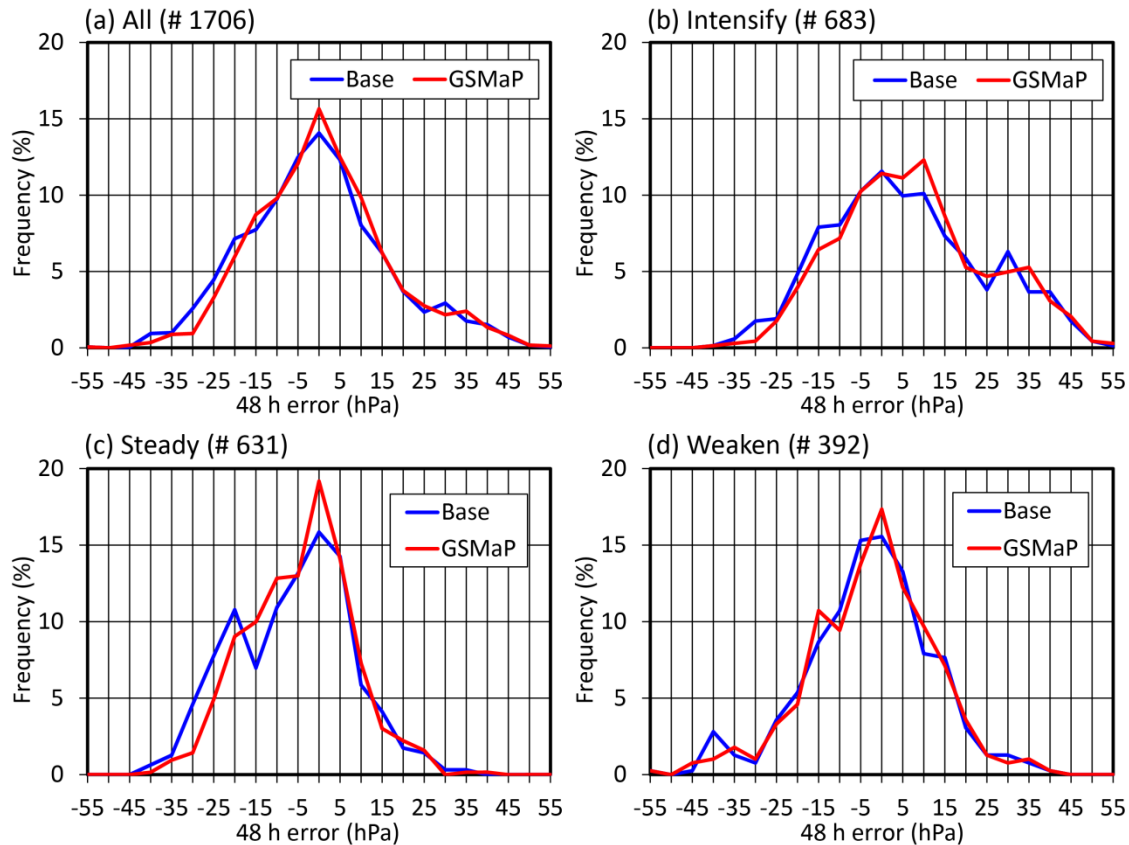 (a) All (# 1706)
20
15
10
5
0
Frequency (%)
Base GSMaP
-55 -45 -35 -25 -15 -5 5 15 25 35 45 55
48 h error (hPa)
(b) Intensify (# 683)
20
15
10
5
0
Frequency (%)
Base GSMaP
-55 -45 -35 -25 -15 -5 5 15 25 35 45 55
48 h error (hPa)
(c) Steady (# 631)
20
15
10
5
0
Frequency (%)
Base
GSMaP
-55 -45 -35 -25 -15 -5 5 15 25 35 45 55
48 h error (hPa)
(d) Weaken (# 392)
20
15
10
5
0
Frequency (%)
Base
GSMaP
-55 -45 -35 -25 -15 -5 5 15 25 35 45 55
48 h error (hPa)